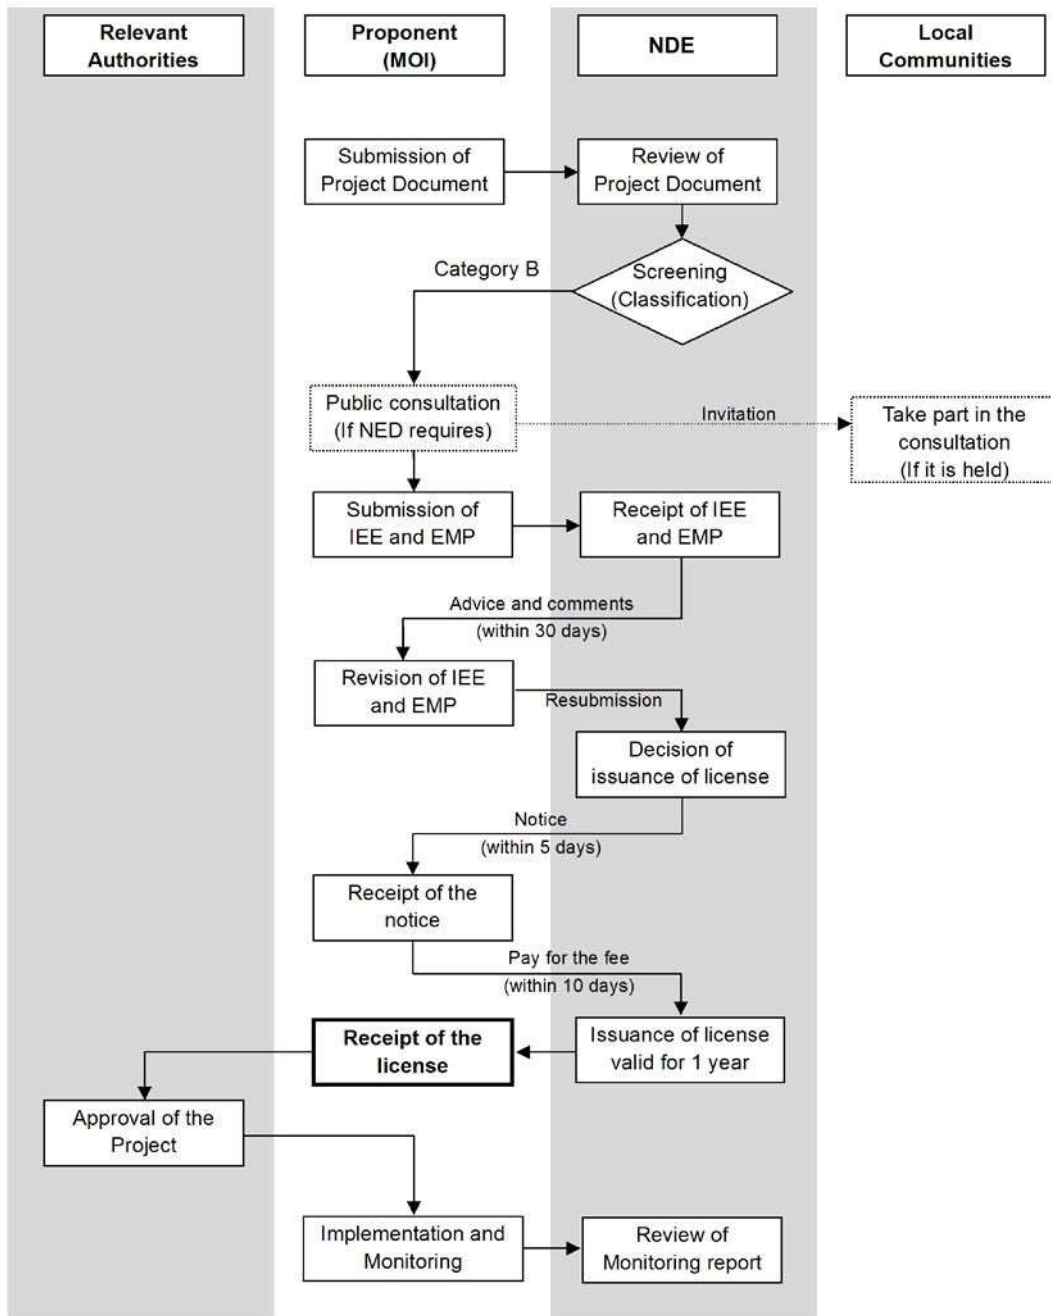 Relevant
Authorities
Proponent
(MOI)
NDE
Local
Communities
Submission of
Project Document
Review of
Project Document
Screening
(Classification)
Category B
Public consultation
(If NED requires)
Invitation
Take part in the
consultation
(If it is held)
Submission of
IEE and EMP
Receipt of IEE
and EMP
Advice and comments
(within 30 days)
Revision of IEE
and EMP
Resubmission
Decision of
issuance of license
Notice
(within 5 days)
Receipt of the
notice
Pay for the fee
(within 10 days)
Issuance of license
valid for 1 year
Receipt of the
license
Approval of the
Project
Implementation and
Monitoring
Review of
Monitoring report